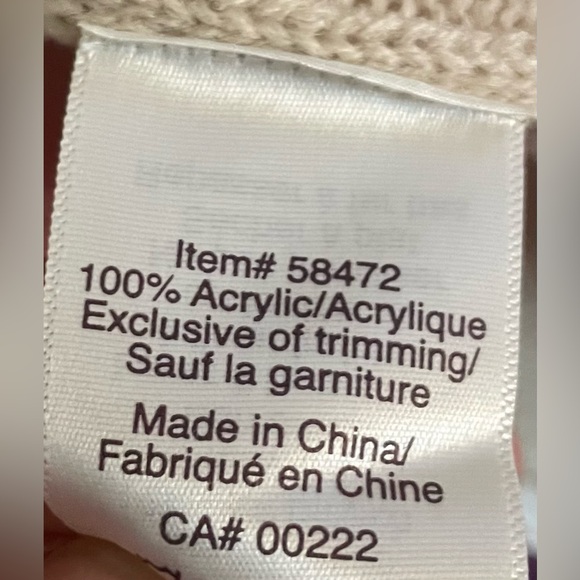 Item# 58472
100% Acrylic/Acrylique
Exclusive of trimming/
Sauf la garniture
Made in China/
Fabriqué en Chine
CA# 00222